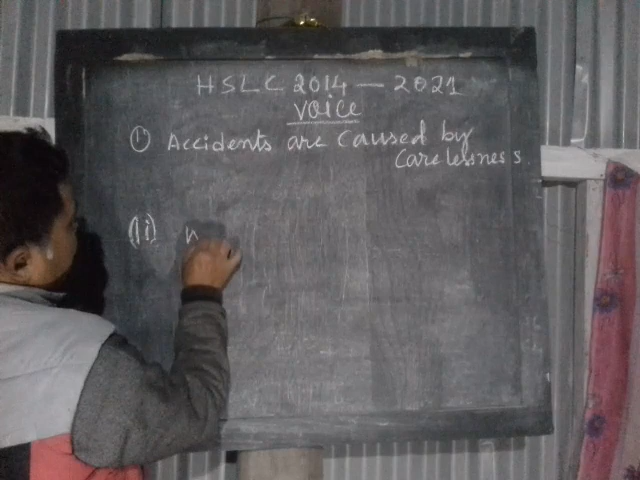 HSLC 2014 — 2021
Voice
(i) Accidents are caused by
carelessness.
(ii)